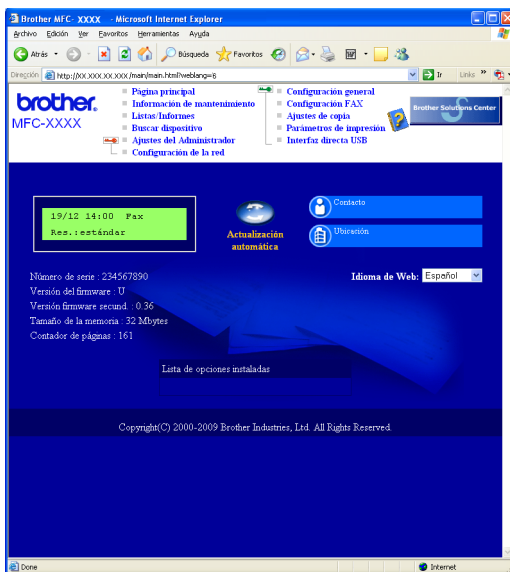 Brother MFC- XXXX - Microsoft Internet Explorer
Archivo Edición Ver Favoritos Herramientas Ayuda
Atrás Búsqueda Favoritos
Dirección http://XX.XXX.XX.XXX/main/main.html?weblang=6 Ir Links
brother.
MFC-XXXX
Página principal
Información de mantenimiento
Listas/Informes
Buscar dispositivo
Ajustes del Administrador
Configuración de la red
Configuración general
Configuración FAX
Ajustes de copia
Parámetros de impresión
Interfaz directa USB
Brother Solutions Center
19/12 14:00 Fax
Res.:estándar
Actualización
automática
Contacto
Ubicación
Número de serie : 234567890
Idioma de Web: Español
Versión del firmware : U
Versión firmware secund. : 0.36
Tamaño de la memoria : 32 Mbytes
Contador de páginas : 161
Lista de opciones instaladas
Copyright(C) 2000-2009 Brother Industries, Ltd. All Rights Reserved.
Done Internet